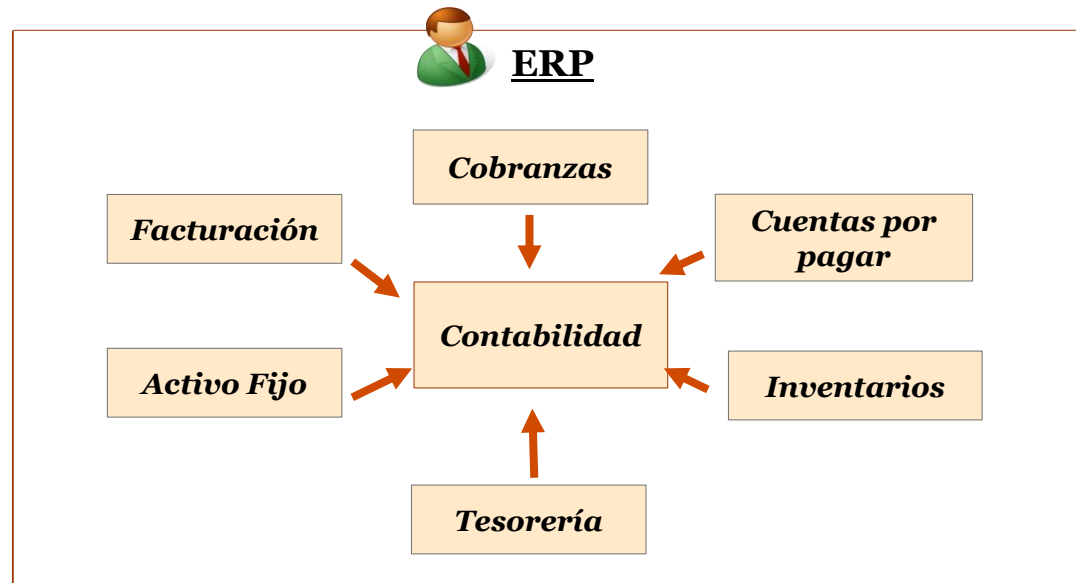 ERP
Cobranzas
Facturación
Cuentas por
pagar
Contabilidad
Activo Fijo
Inventarios
Tesorería